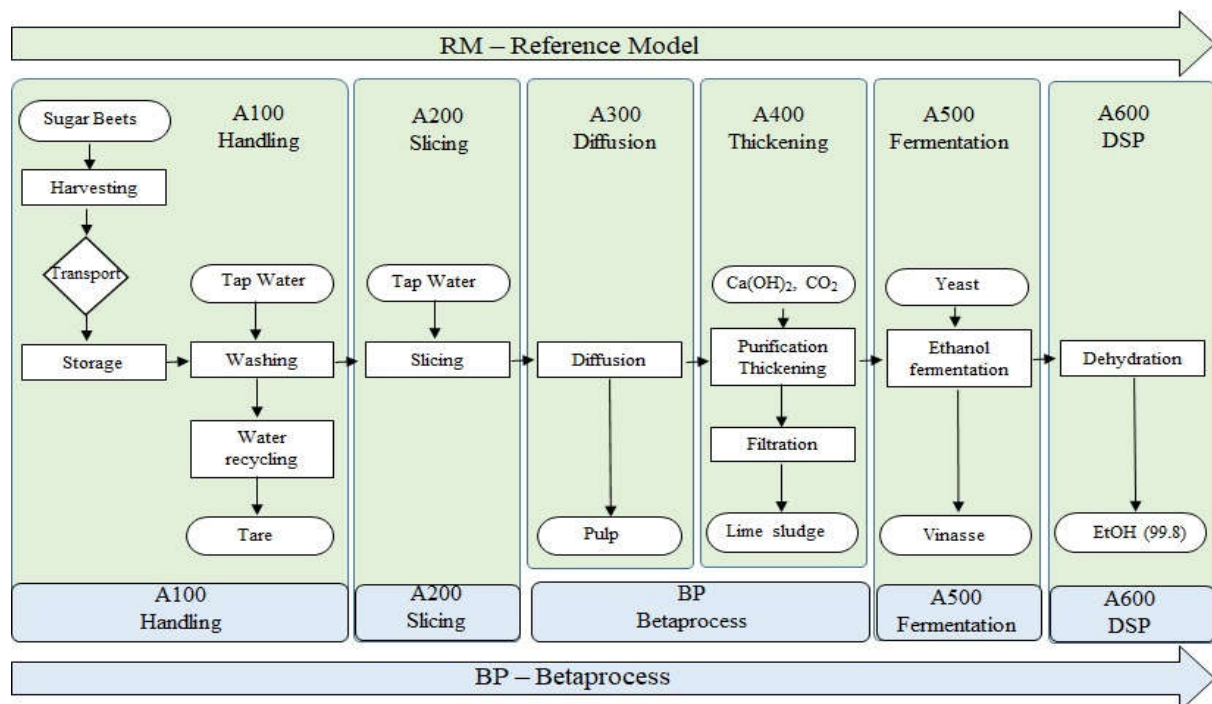 RM – Reference Model
Sugar Beets
Harvesting
Transport
Storage
A100
Handling
Tap Water
Washing
Water
recycling
Tare
A200
Slicing
Tap Water
Slicing
A300
Diffusion
Diffusion
Pulp
A400
Thickening
Ca(OH)2, CO2
Purification
Thickening
Filtration
Lime sludge
A500
Fermentation
Yeast
Ethanol
fermentation
Vinasse
A600
DSP
Dehydration
EtOH (99.8)
A100
Handling
A200
Slicing
BP
Betaprocess
A500
Fermentation
A600
DSP
BP – Betaprocess